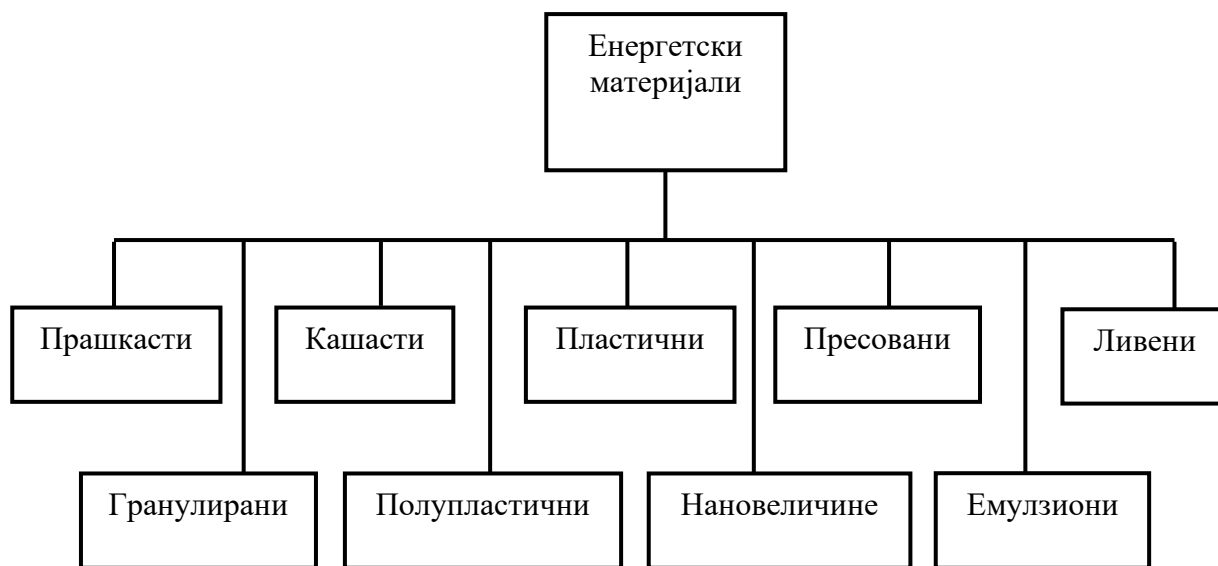 Енергетски
материјали
Прашкасти
Кашасти
Пластични
Пресовани
Ливени
Гранулирани
Полупластични
Нановеличине
Емулзиони